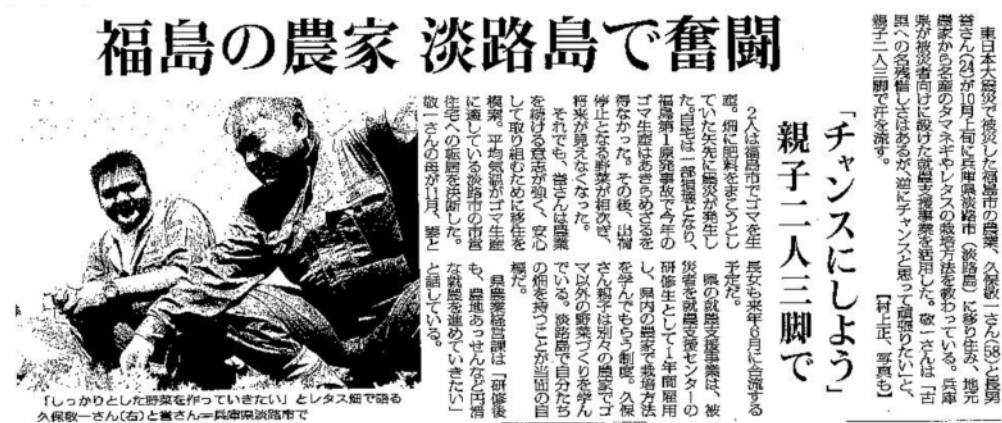 福島の農家 淡路島で奮闘
「チャンスにしよう」
親子二人三脚で
東日本大震災で被災した福島市の農業、久保敬一さん(58)と長男
誉さん(24)が10月上旬に兵庫県淡路市(淡路島)に移り住み、地元
農家から名産のタマネギやレタスの栽培方法を教わっている。兵庫
県が被災者向けに設けた就農支援事業を活用した。敬一さんは「古
里への名残惜しさはあるが、逆にチャンスと思って頑張りたい」と、
親子二人三脚で汗を流す。
【村上正、写真も】
2人は福島市でゴマを生
産。畑に肥料をまこうとし
ていた矢先に震災が発生し
た。自宅は一部損壊となり、
福島第1原発事故で今年の
ゴマ生産はあきらめざるを
得なかった。その後、出荷
停止となる野菜が相次ぎ、
将来が見えなくなった。
それでも、誉さんは農業
を続ける意志が強く、安心
して取り組むために移住を
模索。平均気温がゴマ生産
に適している淡路市の市営
住宅への転居を決断した。
敬一さんの母が11月、妻と
長女も来年6月に合流する
予定だ。
県の就農支援事業は、被
災者を就農支援センターの
研修生として1年間雇用
し、県内の農家で栽培方法
を学んでもらう制度。久保
さん親子は別々の農家でゴ
マ以外の野菜づくりを学ん
でいる。淡路島で自分たち
の畑を持つことが当面の目
標だ。
県農業経営課は「研修後
も、農地あっせんなど円滑
な就農を進めていきたい」
と話している。
「しっかりとした野菜を作っていきたい」とレタス畑で語る
久保敬一さん(右)と誉さん=兵庫県淡路市で